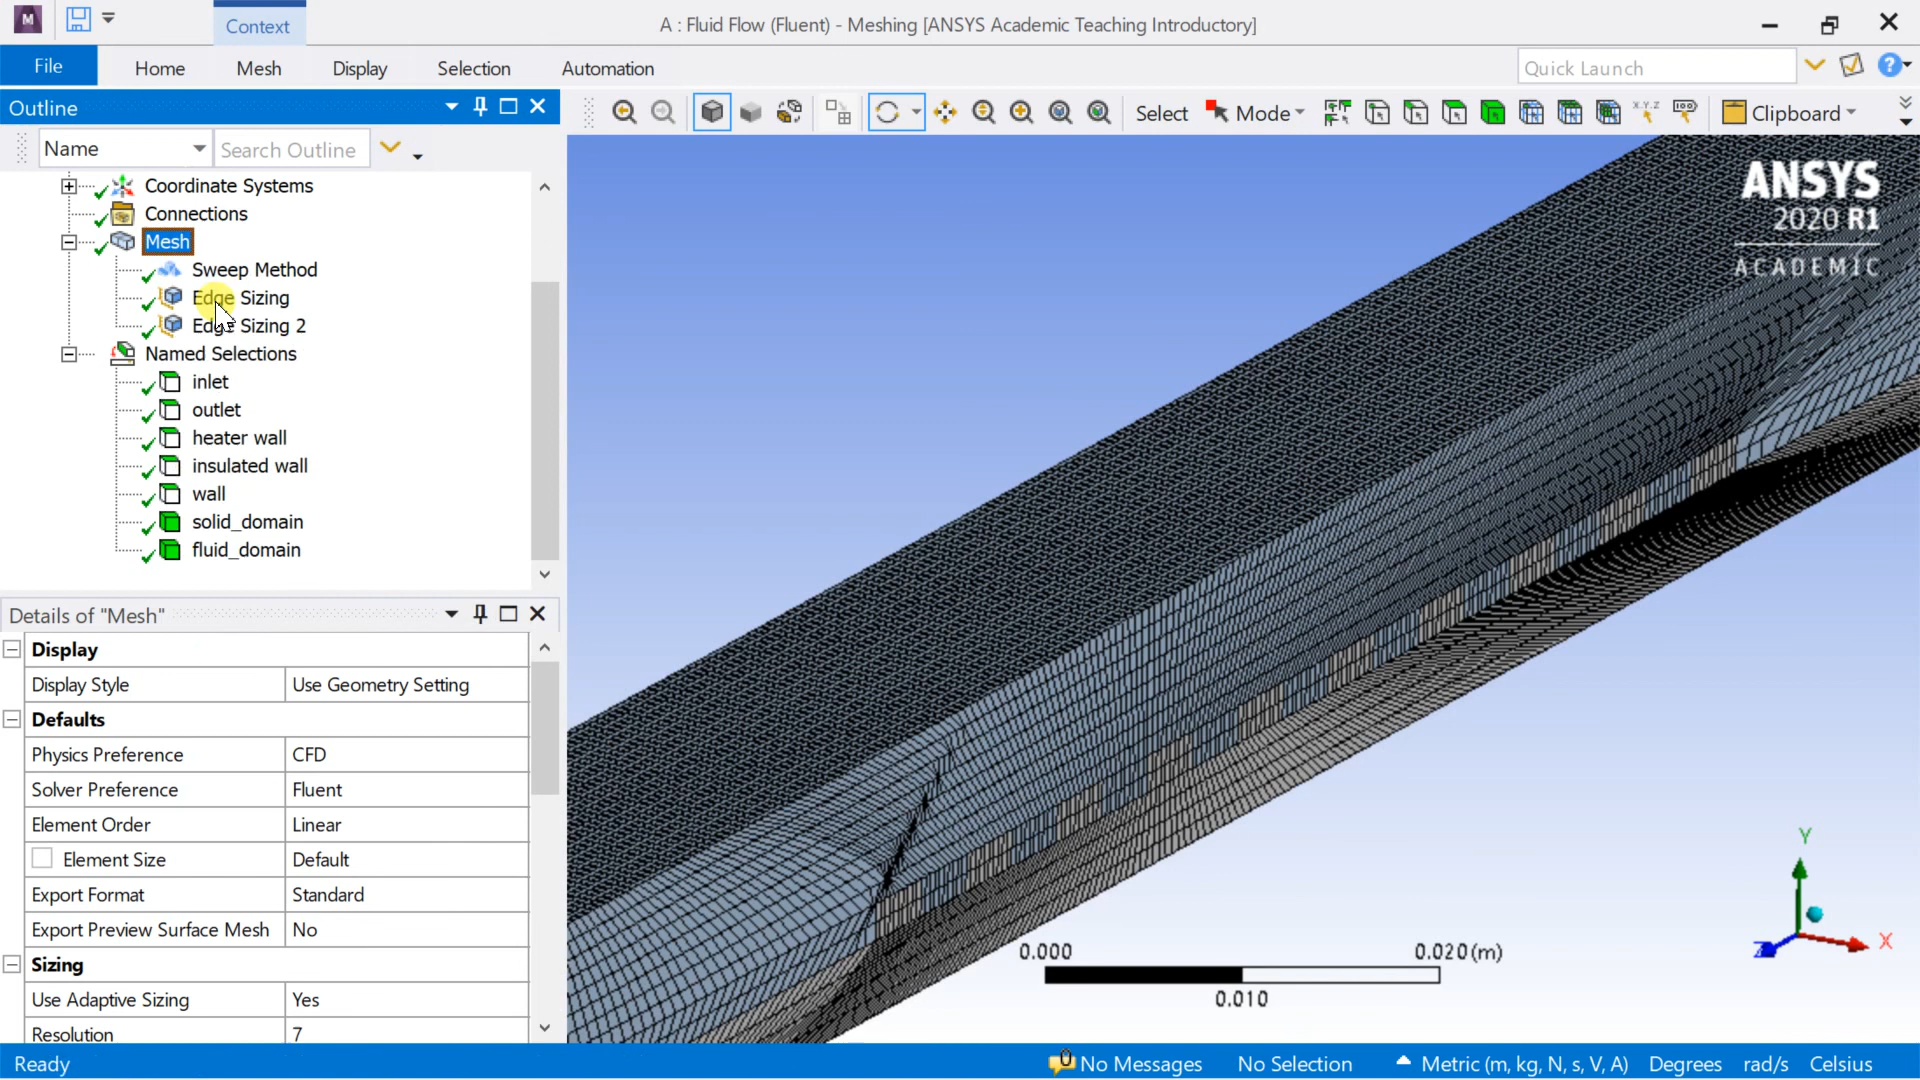 M
Context
A : Fluid Flow (Fluent) - Meshing [ANSYS Academic Teaching Introductory]
File
Home
Mesh
Display
Selection
Automation
Quick Launch
?
Outline
Select
Mode
X,Y,Z
Clipboard
Name
Search Outline
Coordinate Systems
Connections
Mesh
Sweep Method
Edge Sizing
Edge Sizing 2
Named Selections
inlet
outlet
heater wall
insulated wall
wall
solid_domain
fluid_domain
ANSYS
2020 R1
ACADEMIC
Details of "Mesh"
Display
Display Style Use Geometry Setting
Defaults
Physics Preference CFD
Solver Preference Fluent
Element Order Linear
Element Size Default
Export Format Standard
Export Preview Surface Mesh No
Sizing
Use Adaptive Sizing Yes
Resolution 7
0.000
0.020 (m)
0.010
Y
X
Z
Ready
0 No Messages
No Selection
Metric (m, kg, N, s, V, A)
Degrees
rad/s
Celsius